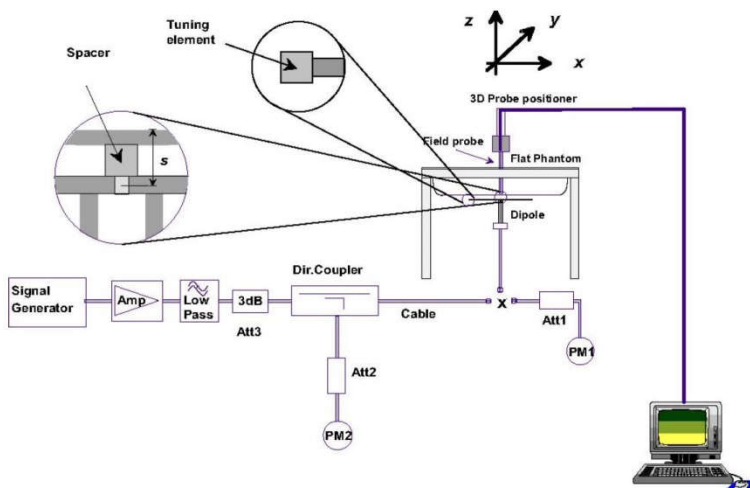 Tuning
element
Spacer
s
z
y
x
3D Probe positioner
Field probe
Flat Phantom
Dipole
Signal
Generator
Amp
Low
Pass
3dB
Att3
Dir.Coupler
Cable
x
Att1
PM1
Att2
PM2